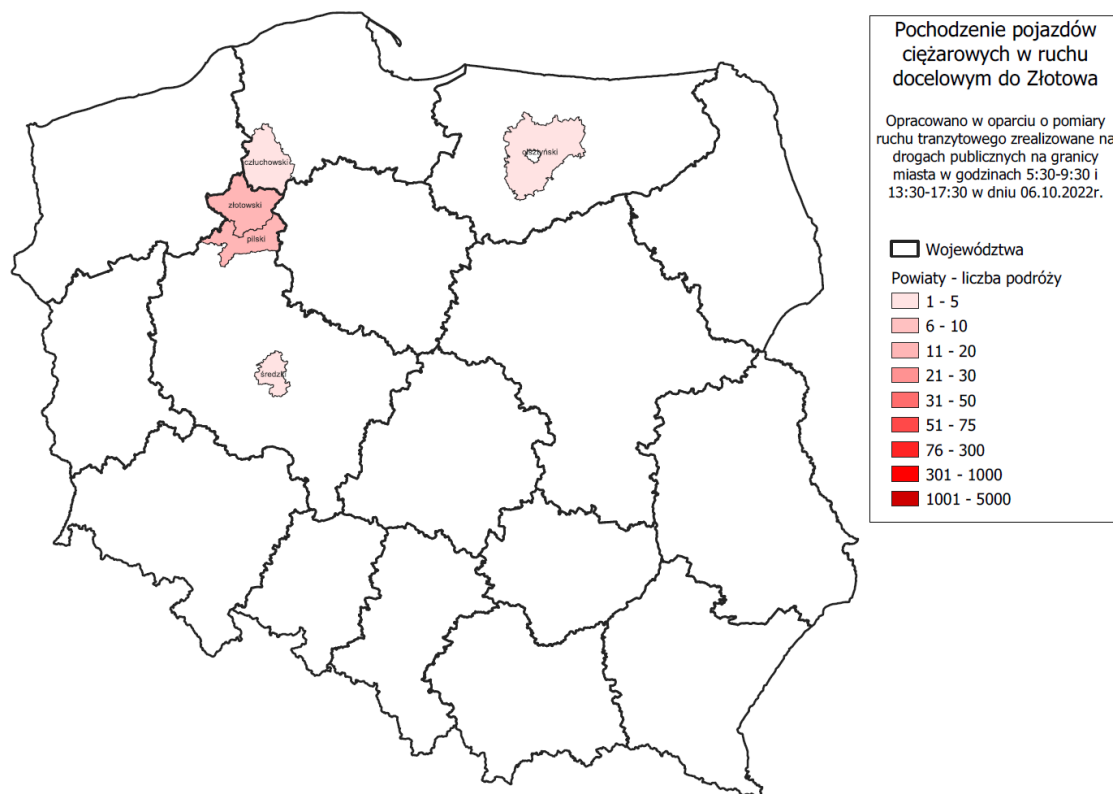 Pochodzenie pojazdów
ciężarowych w ruchu
docelowym do Złotowa
Opracowano w oparciu o pomiary
ruchu tranzytowego zrealizowane na
drogach publicznych na granicy
miasta w godzinach 5:30-9:30 i
13:30-17:30 w dniu 06.10.2022r.
Województwa
Powiaty - liczba podróży
1 - 5
6 - 10
11 - 20
21 - 30
31 - 50
51 - 75
76 - 300
301 - 1000
1001 - 5000
człuchowski
olsztyński
złotowski
pilski
średzki